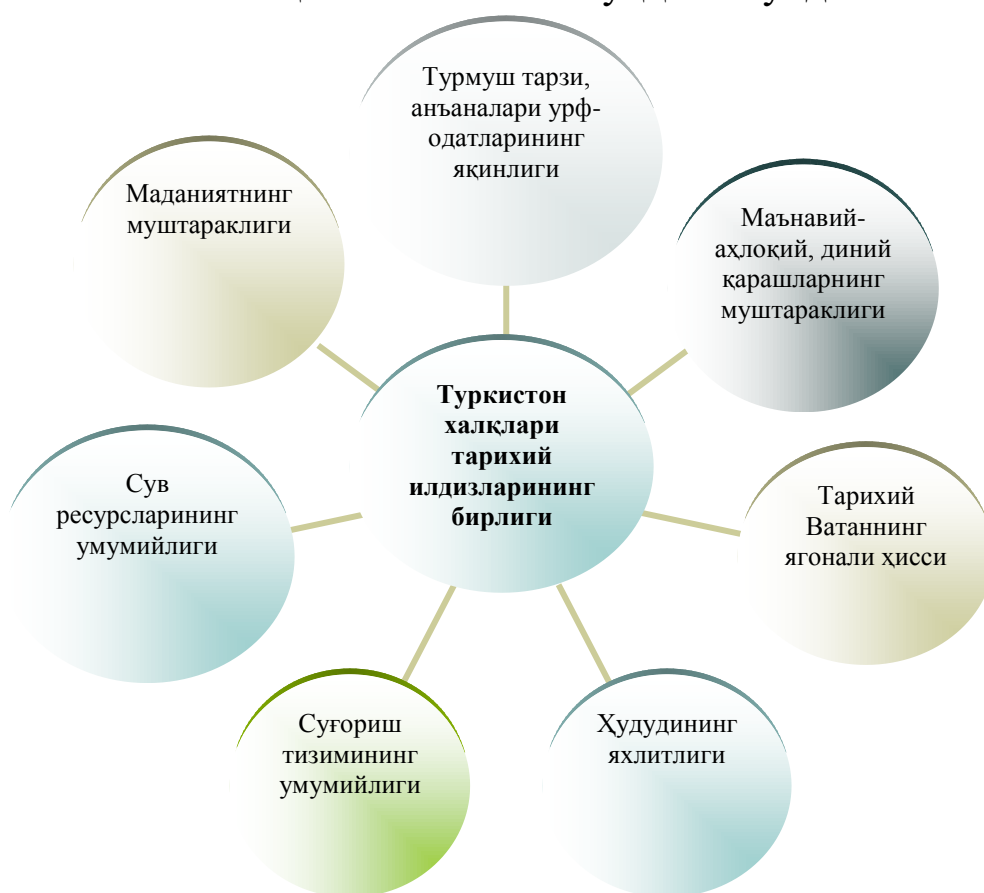 Турмуш тарзи,
анъаналари урф-
одатларининг
яқинлиги
Маданиятнинг
муштараклиги
Маънавий-
аҳлоқий, диний
қарашларнинг
муштараклиги
Туркистон
халқлари
тарихий
илдизларининг
бирлиги
Сув
ресурсларининг
умумийлиги
Тарихий
Ватаннинг
ягонали ҳисси
Суғориш
тизимининг
умумийлиги
Ҳудудининг
яхлитлиги